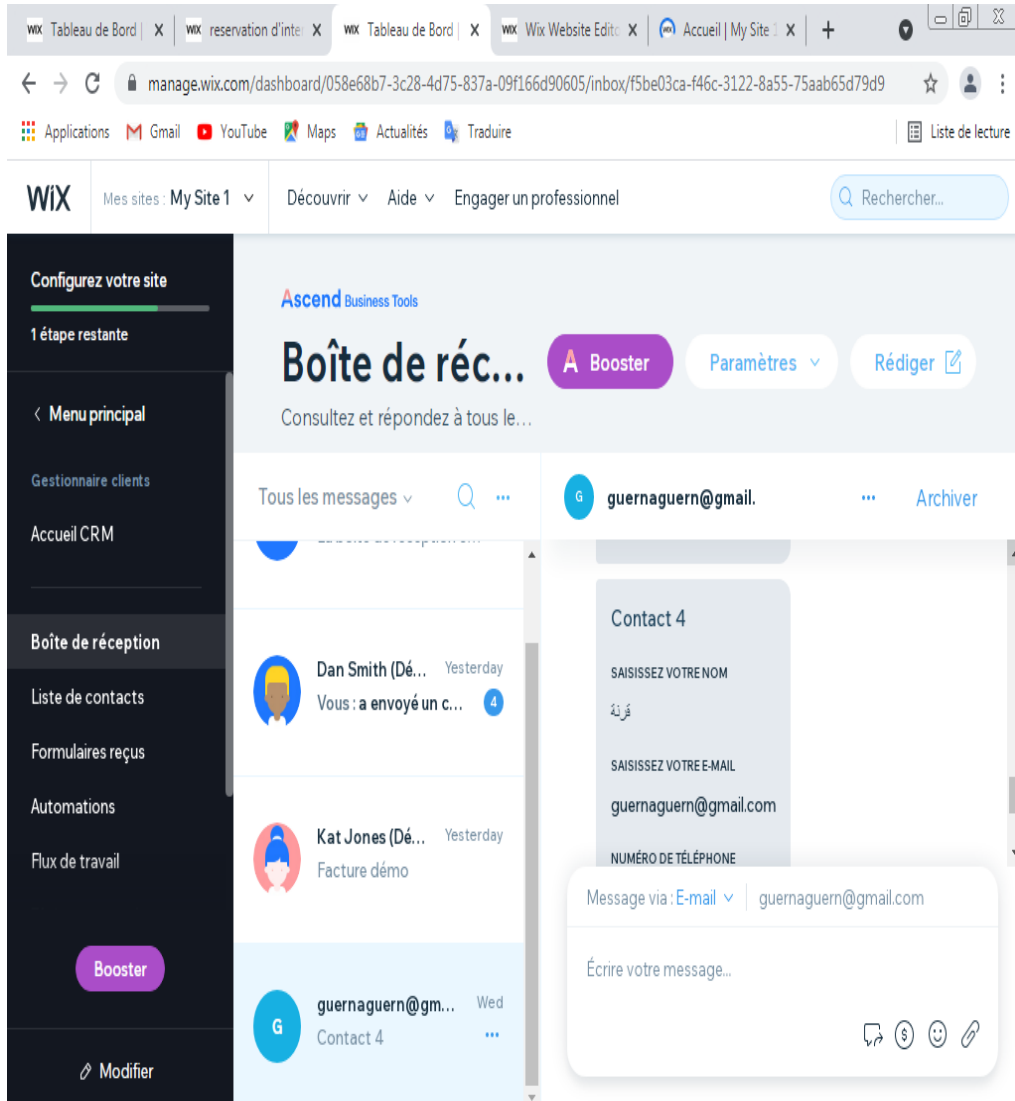 WIX Tableau de Bord | X WIX reservation d'inte X WIX Tableau de Bord | X WIX Wix Website Edito X Accueil | My Site 1 X +
manage.wix.com/dashboard/058e68b7-3c28-4d75-837a-09f166d90605/inbox/f5be03ca-f46c-3122-8a55-75aab65d79d9
Applications Gmail YouTube Maps Actualités Traduire Liste de lecture
WiX Mes sites : My Site 1 Découvrir Aide Engager un professionnel Rechercher...
Configurez votre site
1 étape restante
Menu principal
Gestionnaire clients
Accueil CRM
Boîte de réception
Liste de contacts
Formulaires reçus
Automations
Flux de travail
Booster
Modifier
Ascend Business Tools
Boîte de réc...
A Booster Paramètres Rédiger
Consultez et répondez à tous le...
Tous les messages ...
Dan Smith (Dé... Yesterday
Vous : a envoyé un c... 4
Kat Jones (Dé... Yesterday
Facture démo
G guernaguern@gm... Wed
Contact 4 ...
G guernaguern@gmail. ... Archiver
Contact 4
SAISISSEZ VOTRE NOM
قرنة
SAISISSEZ VOTRE E-MAIL
guernaguern@gmail.com
NUMÉRO DE TÉLÉPHONE
Message via : E-mail guernaguern@gmail.com
Écrire votre message...